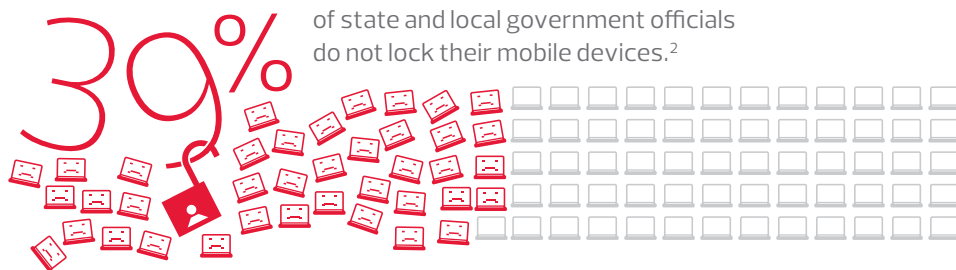 39%
of state and local government officials
do not lock their mobile devices.²